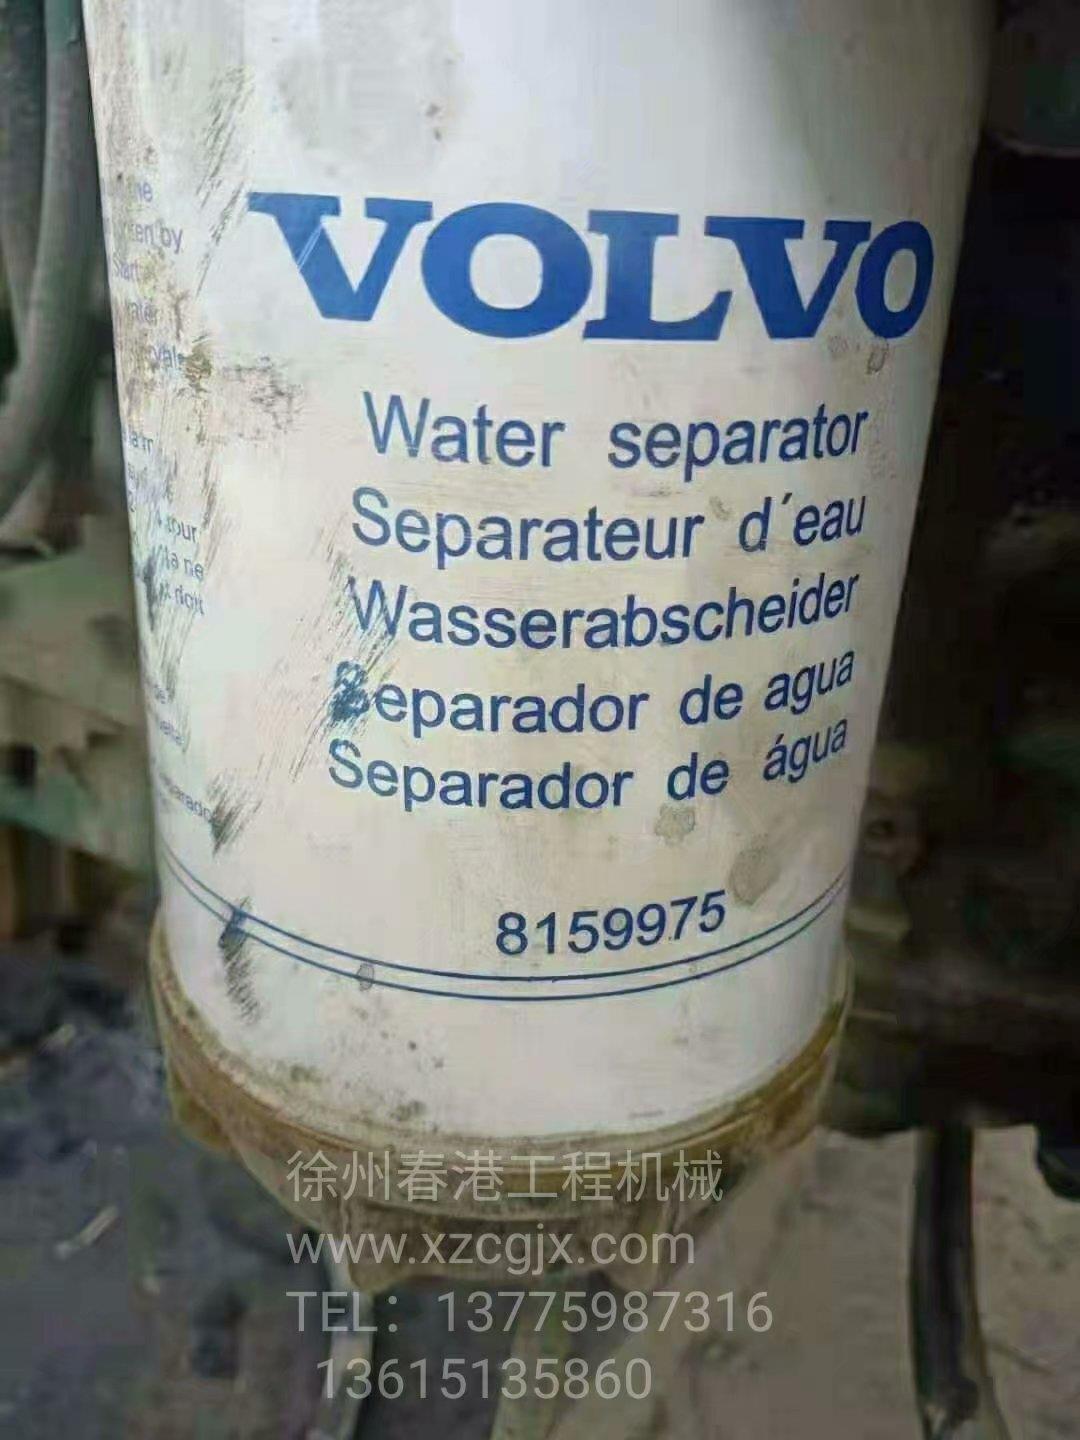 VOLVO
Water separator
Separateur d´eau
Wasserabscheider
Separador de agua
Separador de água
8159975
徐州春港工程机械
www.xzcgjx.com
TEL：13775987316
13615135860